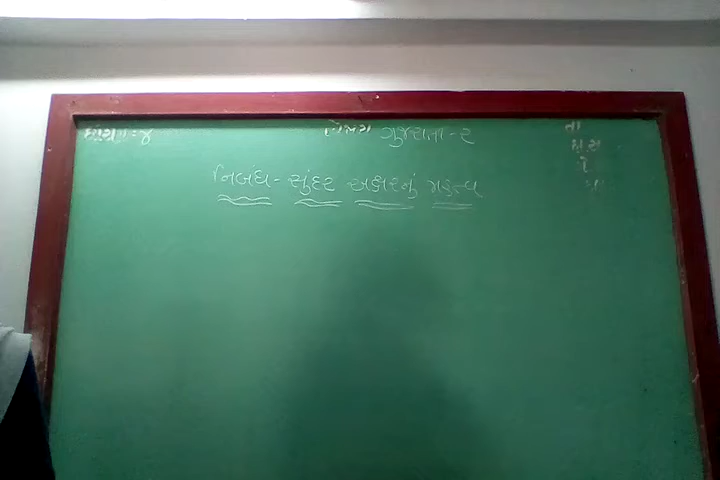 ધોરણ :- ૪ વિષય ગુજરાતી - ૨ તા
નિબંધ - સુંદર અક્ષરનું મહત્ત્વ